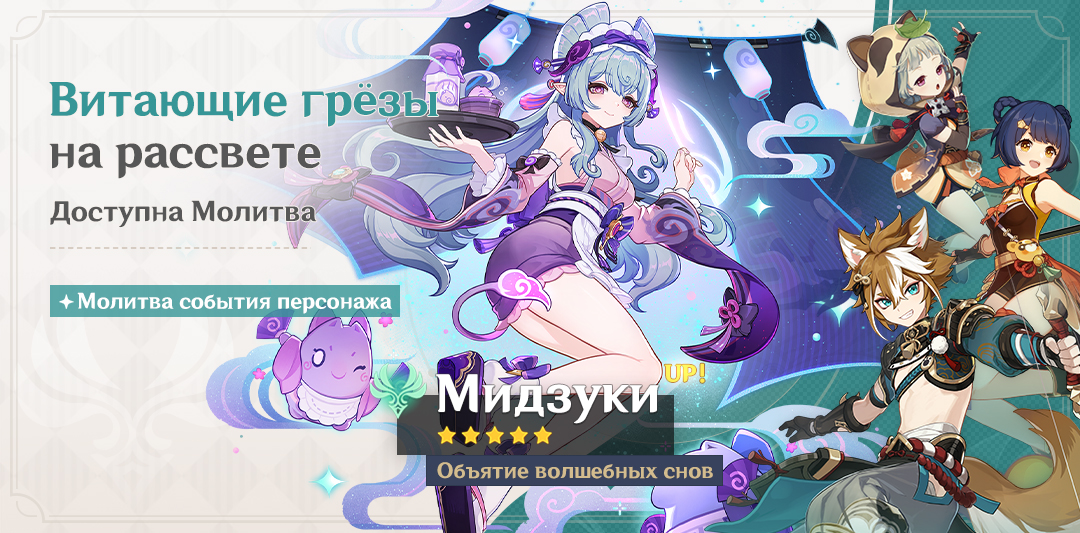 Витающие грёзы
на рассвете
Доступна Молитва
Молитва события персонажа
UP!
Мидзуки
Объятие волшебных снов